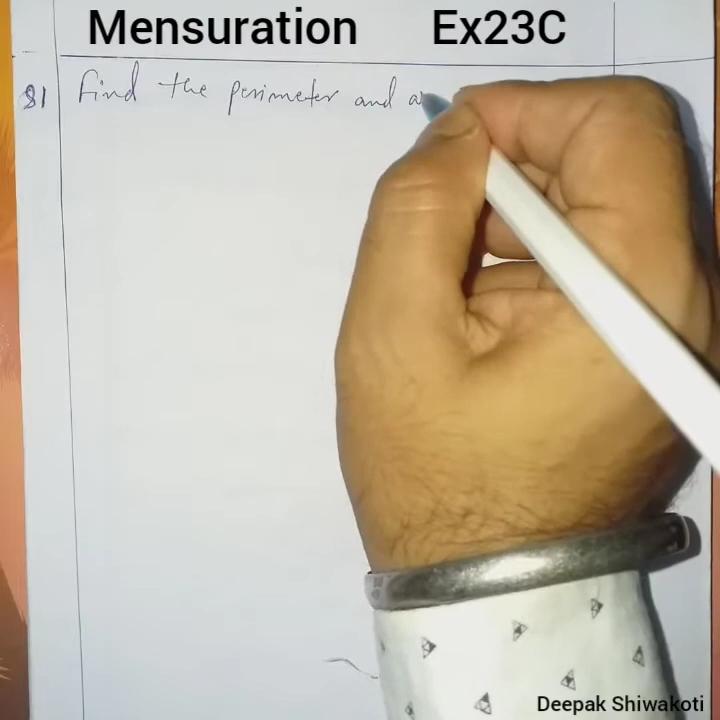 Mensuration Ex23C
Q1 Find the perimeter and a
Deepak Shiwakoti